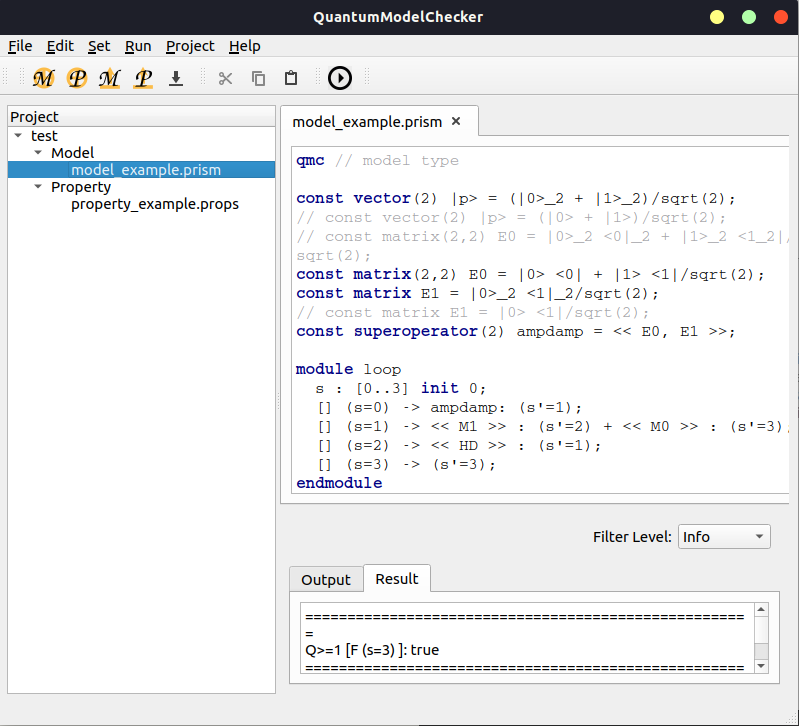 QuantumModelChecker
File Edit Set Run Project Help
M P M P
Project
test
Model
model_example.prism
Property
property_example.props
model_example.prism ×
qmc // model type
const vector(2) |p> = (|0>_2 + |1>_2)/sqrt(2);
// const vector(2) |p> = (|0> + |1>)/sqrt(2);
// const matrix(2,2) E0 = |0>_2 <0|_2 + |1>_2 <1_2|/
sqrt(2);
const matrix(2,2) E0 = |0> <0| + |1> <1|/sqrt(2);
const matrix E1 = |0>_2 <1|_2/sqrt(2);
// const matrix E1 = |0> <1|/sqrt(2);
const superoperator(2) ampdamp = << E0, E1 >>;
module loop
s : [0..3] init 0;
[] (s=0) -> ampdamp: (s'=1);
[] (s=1) -> << M1 >> : (s'=2) + << M0 >> : (s'=3);
[] (s=2) -> << HD >> : (s'=1);
[] (s=3) -> (s'=3);
endmodule
Filter Level: Info
Output Result
====================================================
=
Q>=1 [F (s=3) ]: true
====================================================